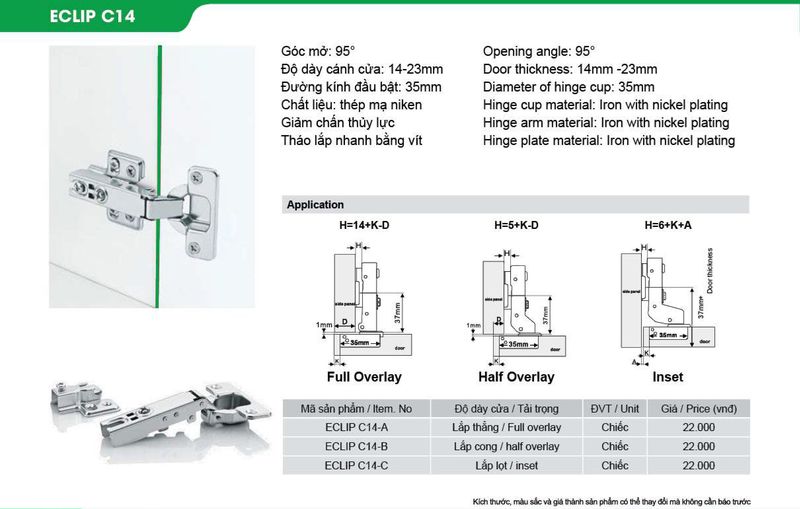 ECLIP C14
Góc mở: 95°
Độ dày cánh cửa: 14-23mm
Đường kính đầu bật: 35mm
Chất liệu: thép mạ niken
Giảm chấn thủy lực
Tháo lắp nhanh bằng vít
Opening angle: 95°
Door thickness: 14mm -23mm
Diameter of hinge cup: 35mm
Hinge cup material: Iron with nickel plating
Hinge arm material: Iron with nickel plating
Hinge plate material: Iron with nickel plating
Application
H=14+K-D
H
side panel
37mm
1mm
D
35mm
K
door
Full Overlay
H=5+K-D
H
side panel
37mm
1mm
D
35mm
K
door
Half Overlay
H=6+K+A
H
side panel
37mm+
Door thickness
35mm
K
A
door
Inset
Mã sản phẩm / Item. No Độ dày cửa / Tải trọng ĐVT / Unit Giá / Price (vnđ)
ECLIP C14-A Lắp thẳng / Full overlay Chiếc 22.000
ECLIP C14-B Lắp cong / half overlay Chiếc 22.000
ECLIP C14-C Lắp lọt / inset Chiếc 22.000
Kích thước, màu sắc và giá thành sản phẩm có thể thay đổi mà không cần báo trước